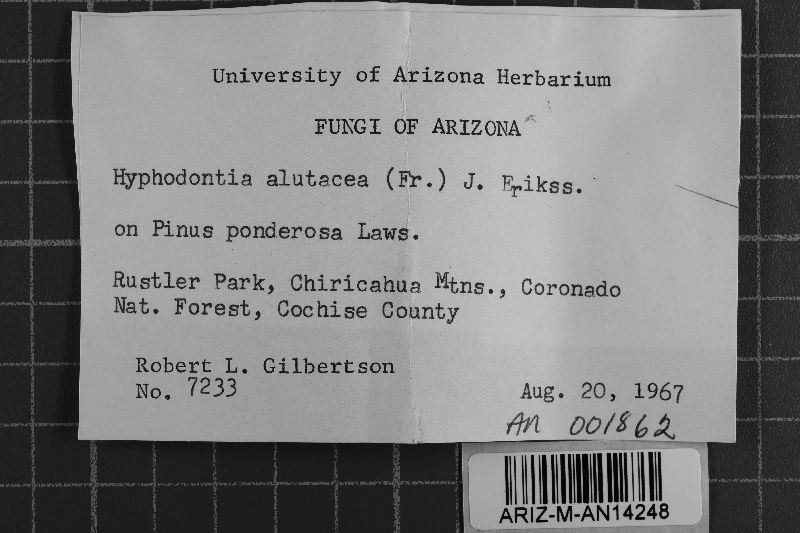 University of Arizona Herbarium
FUNGI OF ARIZONA
Hyphodontia alutacea (Fr.) J. Erikss.
on Pinus ponderosa Laws.
Rustler Park, Chiricahua Mtns., Coronado
Nat. Forest, Cochise County
Robert L. Gilbertson
No. 7233
Aug. 20, 1967
AN 001862
ARIZ-M-AN14248